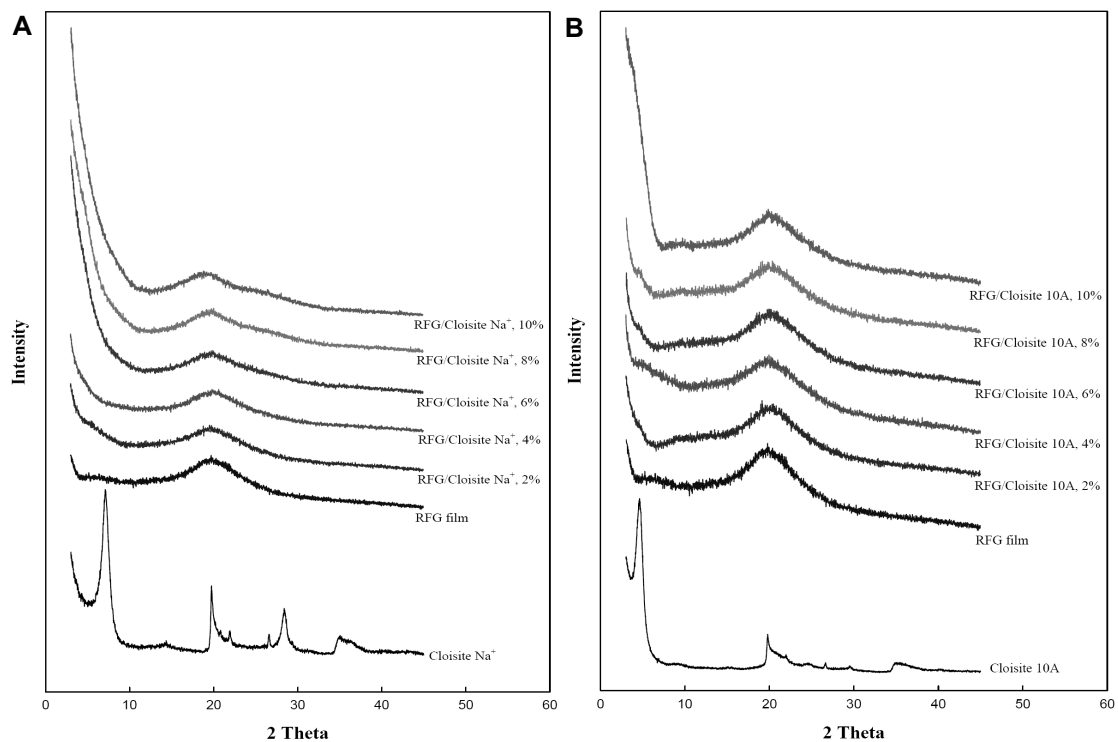 A
Intensity
RFG/Cloisite Na⁺, 10%
RFG/Cloisite Na⁺, 8%
RFG/Cloisite Na⁺, 6%
RFG/Cloisite Na⁺, 4%
RFG/Cloisite Na⁺, 2%
RFG film
Cloisite Na⁺
0 10 20 30 40 50 60
2 Theta
B
Intensity
RFG/Cloisite 10A, 10%
RFG/Cloisite 10A, 8%
RFG/Cloisite 10A, 6%
RFG/Cloisite 10A, 4%
RFG/Cloisite 10A, 2%
RFG film
Cloisite 10A
0 10 20 30 40 50 60
2 Theta